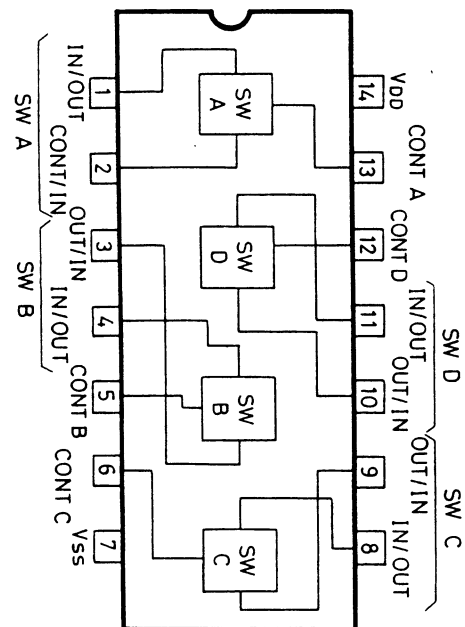 IN/OUT
1
SW A
CONT/IN
2
OUT/IN
3
SW B
IN/OUT
4
CONT B
5
CONT C
6
VSS
7
SW
A
SW
D
SW
B
SW
C
VDD
14
CONT A
13
CONT D
12
IN/OUT
11
SW D
OUT/IN
10
OUT/IN
9
SW C
IN/OUT
8